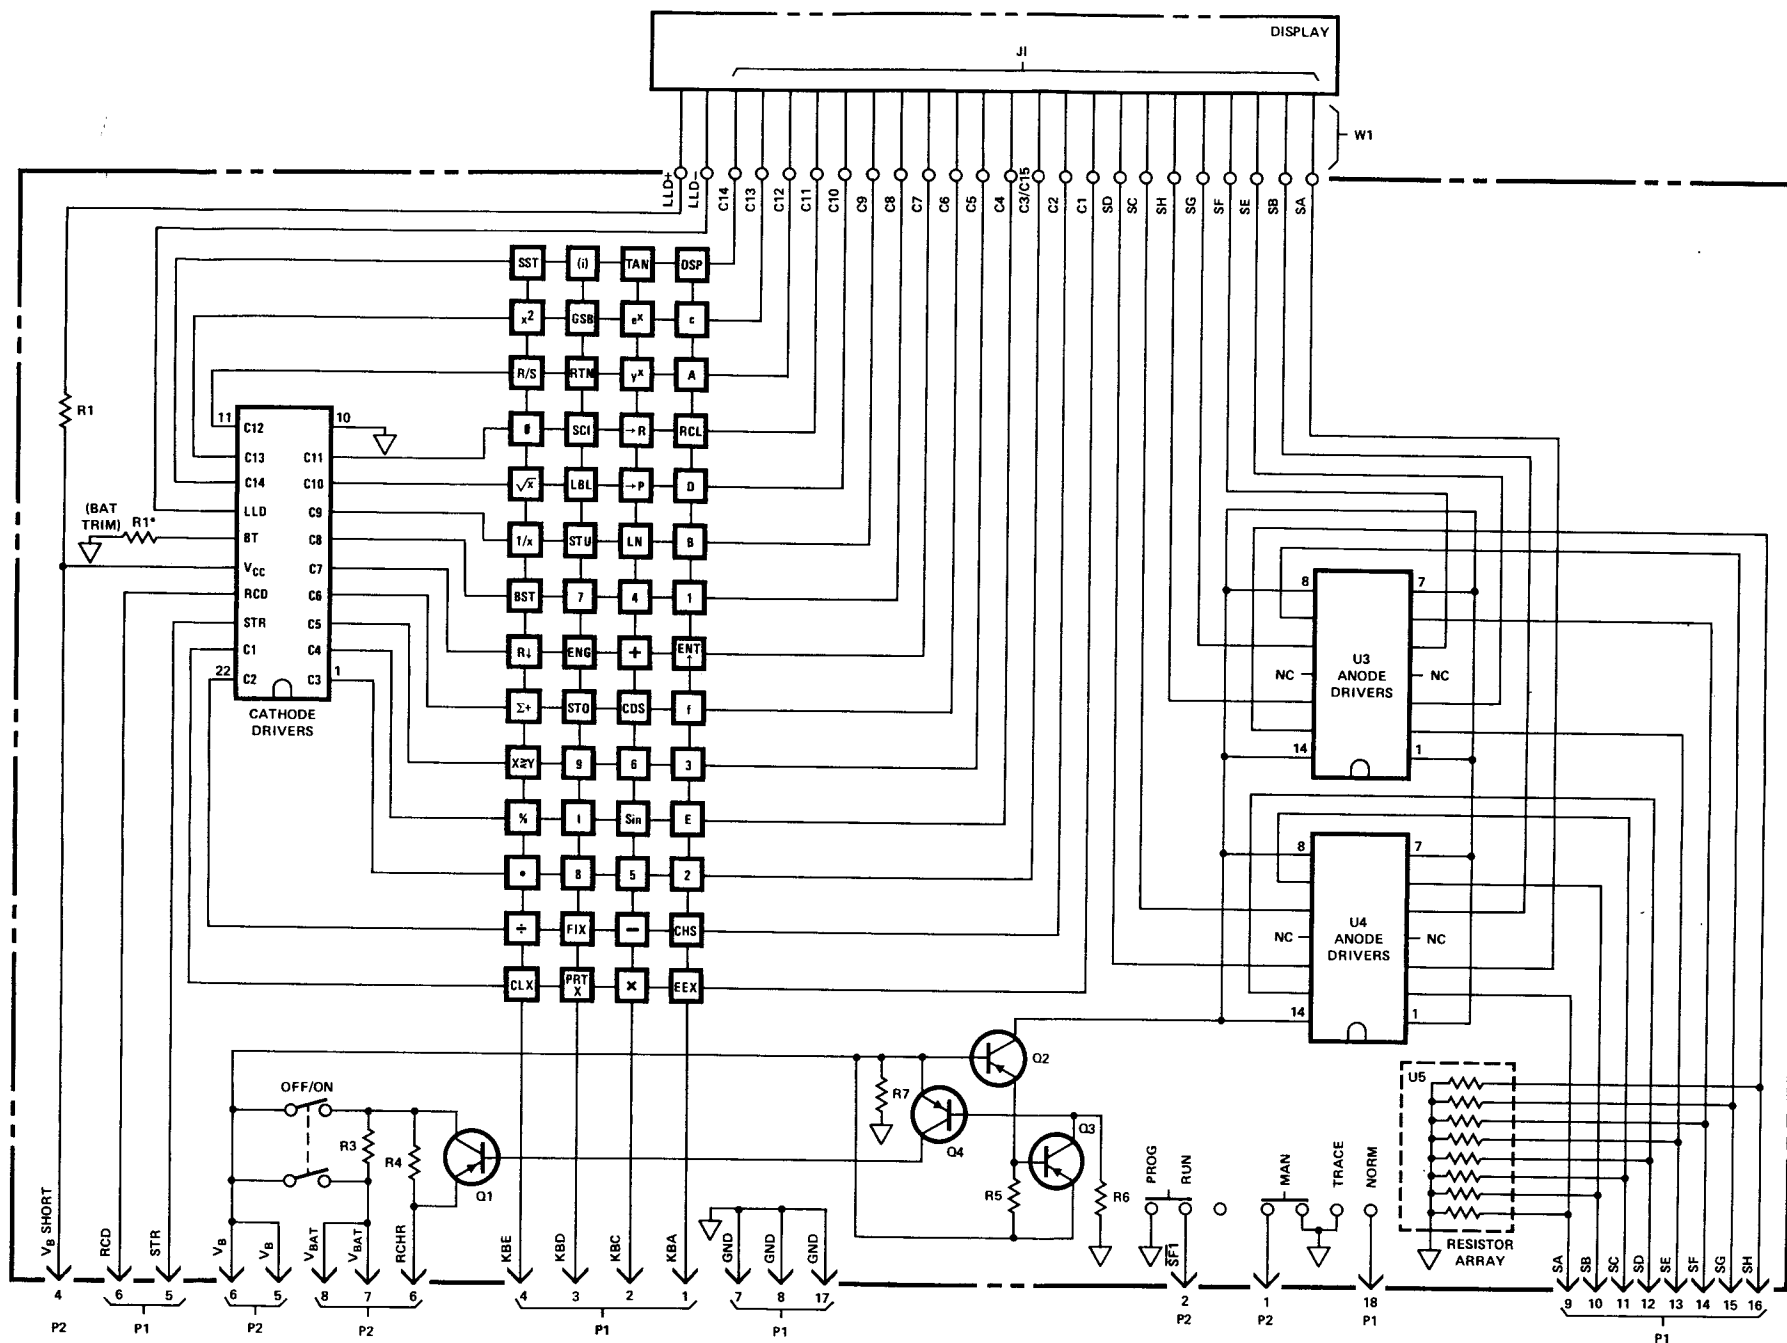 DISPLAY
J1
W1
LLD+
LLD−
C14
C13
C12
C11
C10
C9
C8
C7
C6
C5
C4
C3/C15
C2
C1
SD
SC
SH
SG
SF
SE
SB
SA
SST (i) TAN DSP
x² GSB eˣ c
R/S RTN yˣ A
0 SCI →R RCL
√x LBL →P D
1/x STU LN B
BST 7 4 1
R↓ ENG + ENT↑
Σ+ STO COS f
X≷Y 9 6 3
% I Sin E
• 8 5 2
÷ FIX − CHS
CLX PRT X × EEX
R1
11 C12
10
C13 C11
C14 C10
LLD C9
(BAT TRIM) R1*
BT C8
VCC C7
RCD C6
STR C5
C1 C4
22 C2 C3 1
CATHODE
DRIVERS
8 7
U3
ANODE
DRIVERS
NC NC
14 1
8 7
U4
ANODE
DRIVERS
NC NC
14 1
OFF/ON
R3
R4
Q1
R7
Q4
Q2
Q3
R5
R6
PROG
RUN
MAN
TRACE
NORM
U5
RESISTOR
ARRAY
VB SHORT
RCD
STR
VB
VB
VBAT
VBAT
RCHR
KBE
KBD
KBC
KBA
GND
GND
GND
SF1
SA
SB
SC
SD
SE
SF
SG
SH
4 6 5 6 5 8 7 6 4 3 2 1 7 8 17 2 1 18 9 10 11 12 13 14 15 16
P2 P1 P2 P2 P1 P1 P2 P2 P1 P1